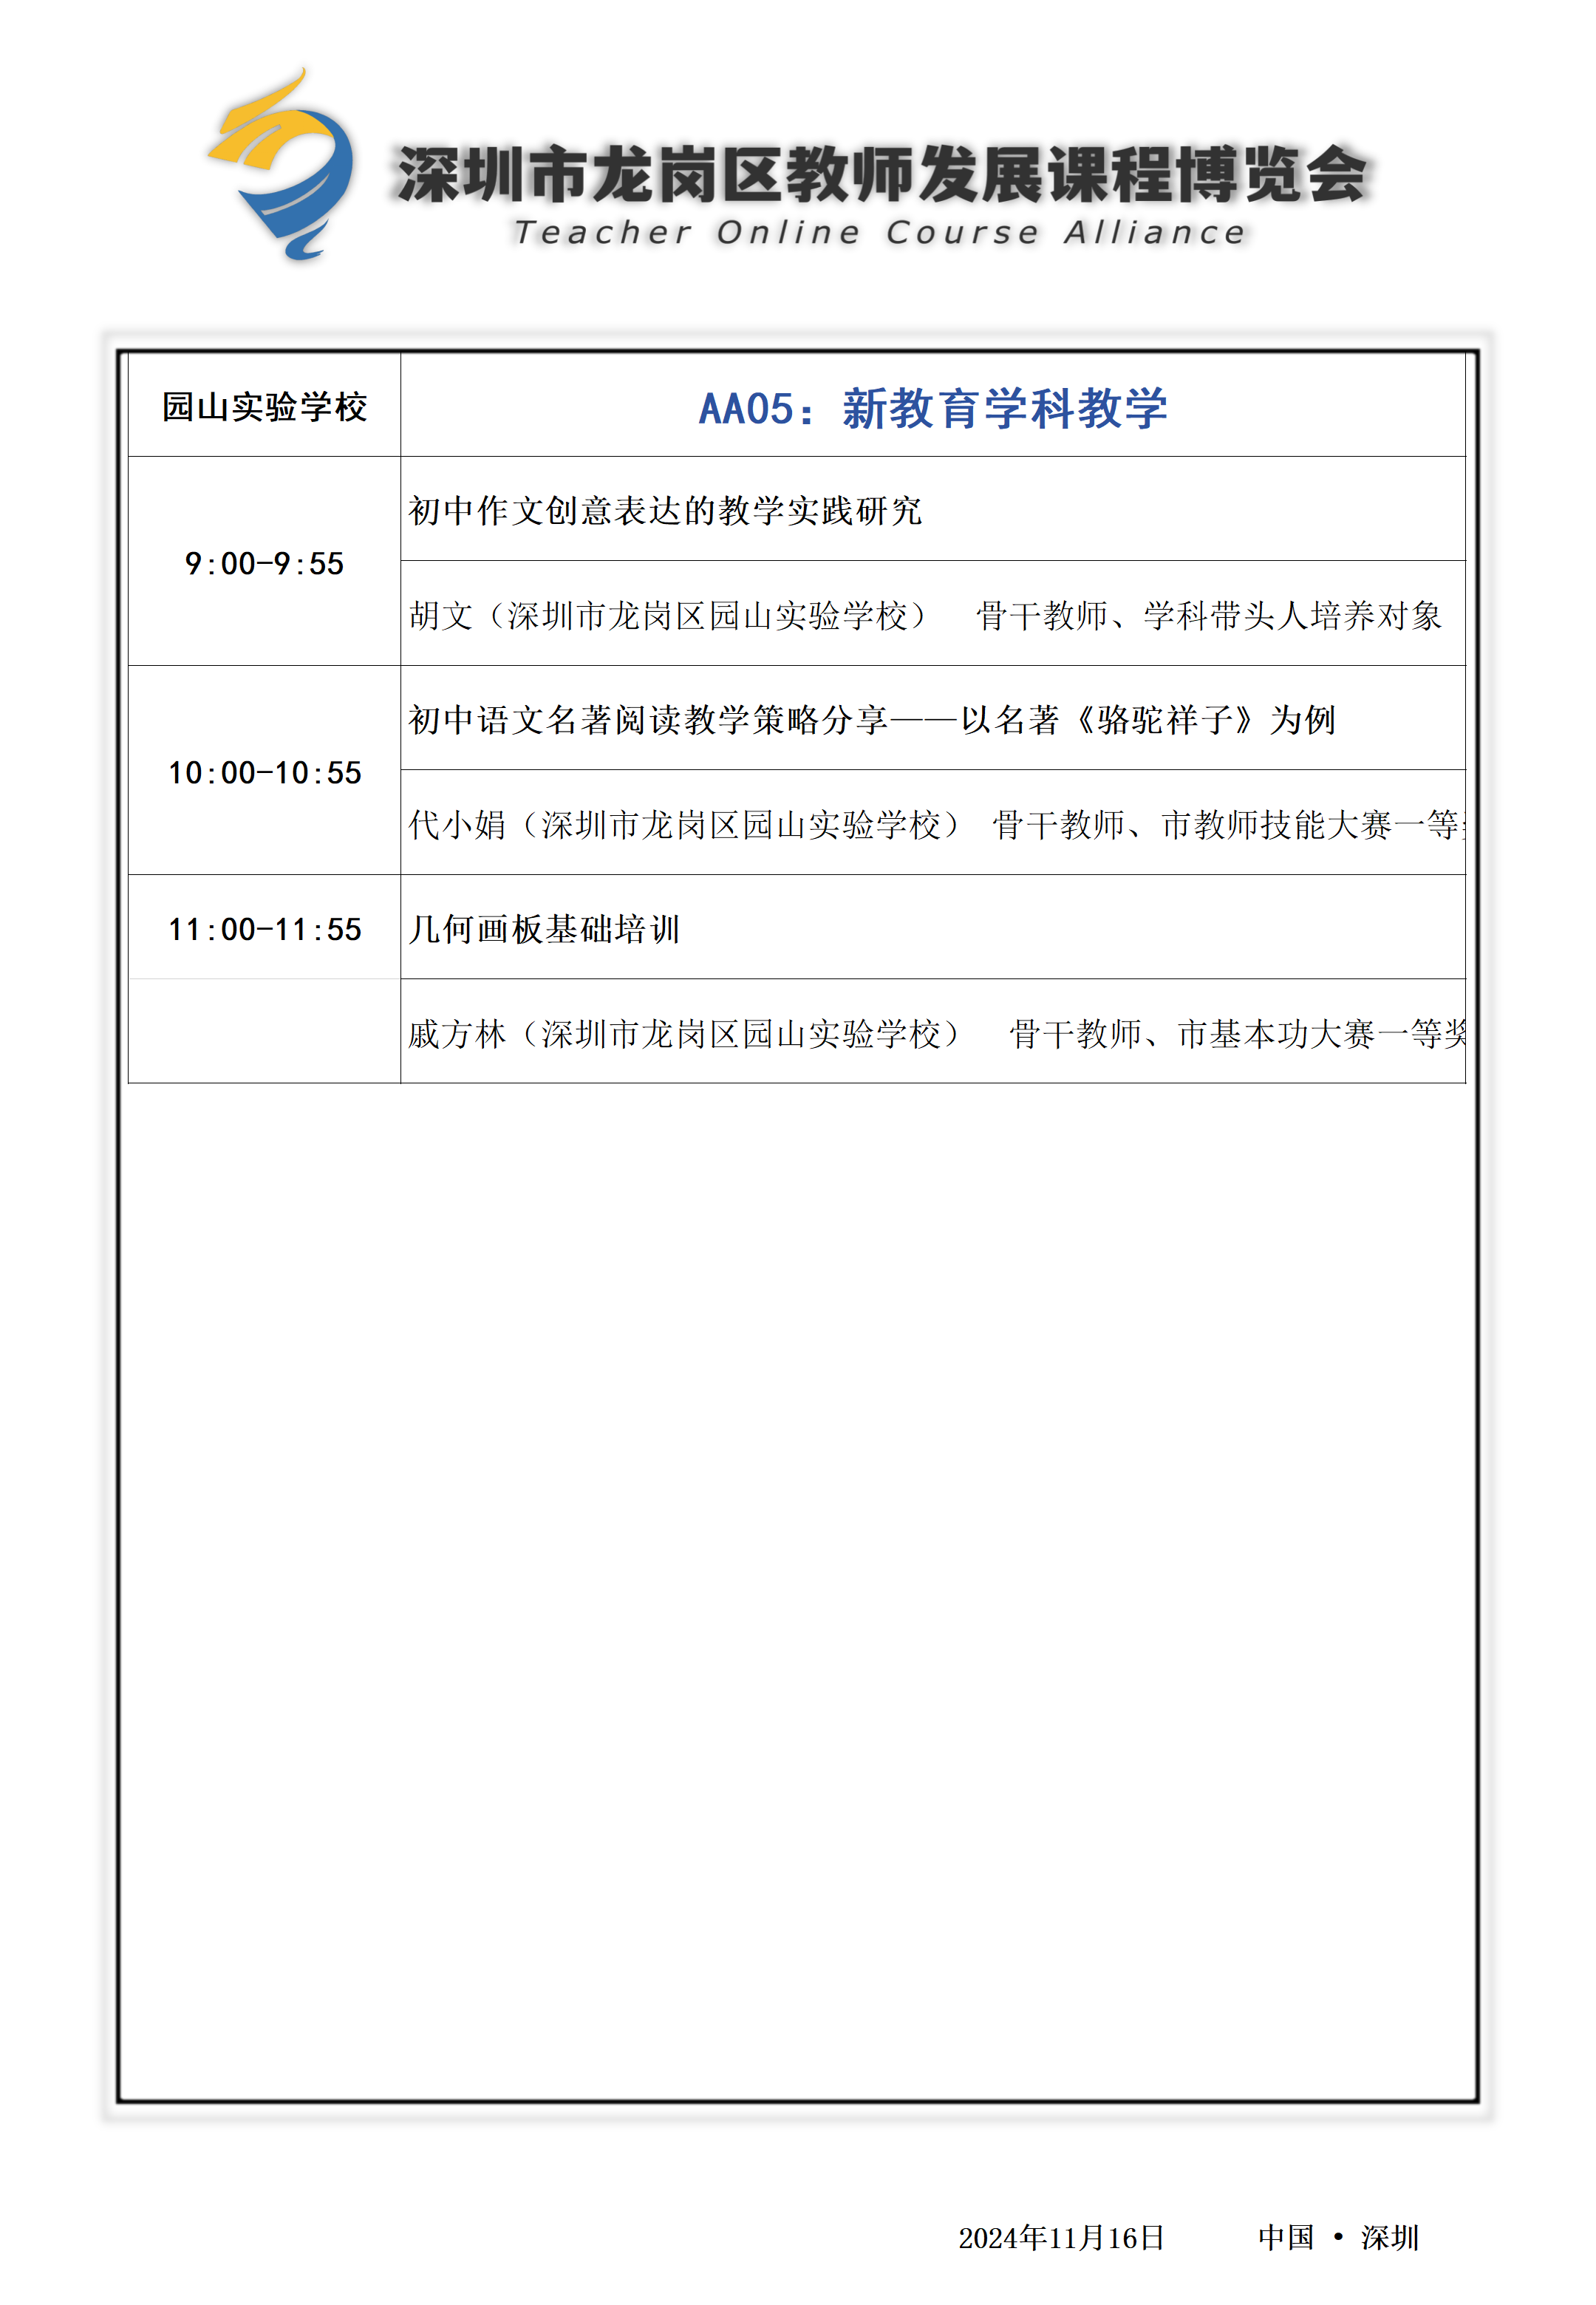 深圳市龙岗区教师发展课程博览会
Teacher Online Course Alliance
园山实验学校
AA05：新教育学科教学
9:00-9:55
初中作文创意表达的教学实践研究
胡文（深圳市龙岗区园山实验学校） 骨干教师、学科带头人培养对象
10:00-10:55
初中语文名著阅读教学策略分享——以名著《骆驼祥子》为例
代小娟（深圳市龙岗区园山实验学校） 骨干教师、市教师技能大赛一等
11:00-11:55
几何画板基础培训
戚方林（深圳市龙岗区园山实验学校） 骨干教师、市基本功大赛一等奖
2024年11月16日 中国 • 深圳